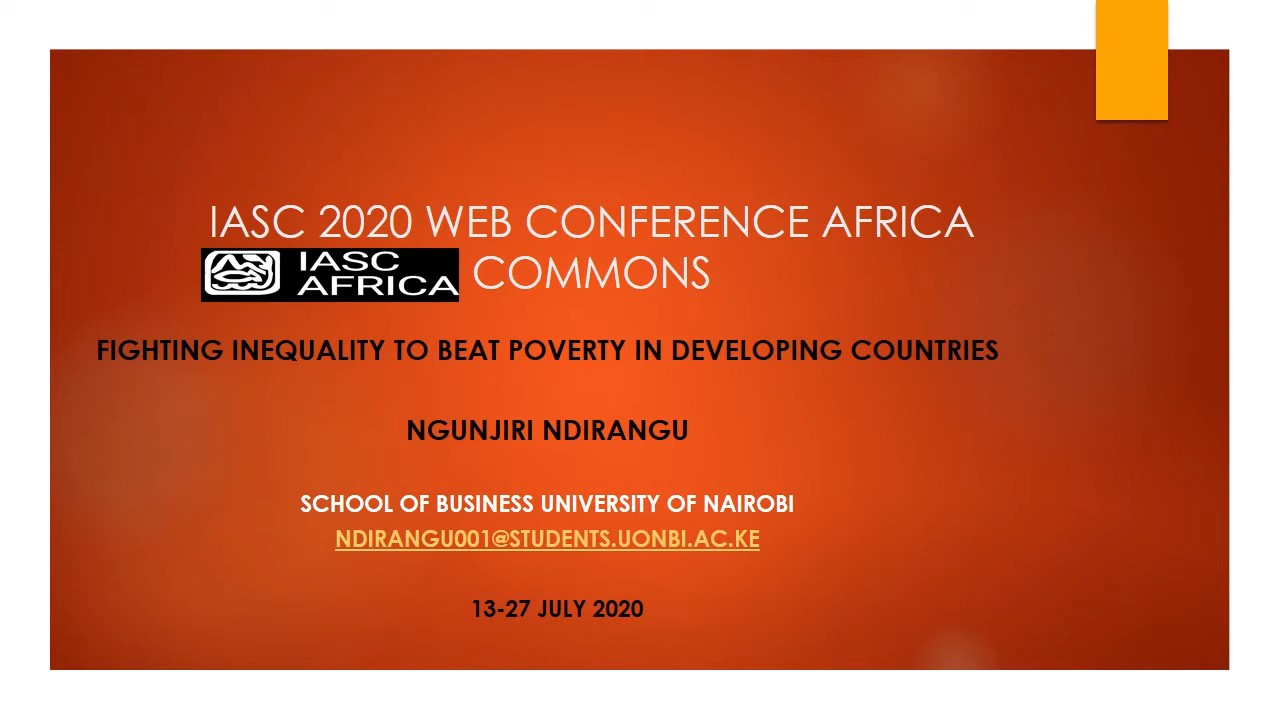 IASC 2020 WEB CONFERENCE AFRICA
IASC
AFRICA
COMMONS
FIGHTING INEQUALITY TO BEAT POVERTY IN DEVELOPING COUNTRIES
NGUNJIRI NDIRANGU
SCHOOL OF BUSINESS UNIVERSITY OF NAIROBI
NDIRANGU001@STUDENTS.UONBI.AC.KE
13-27 JULY 2020